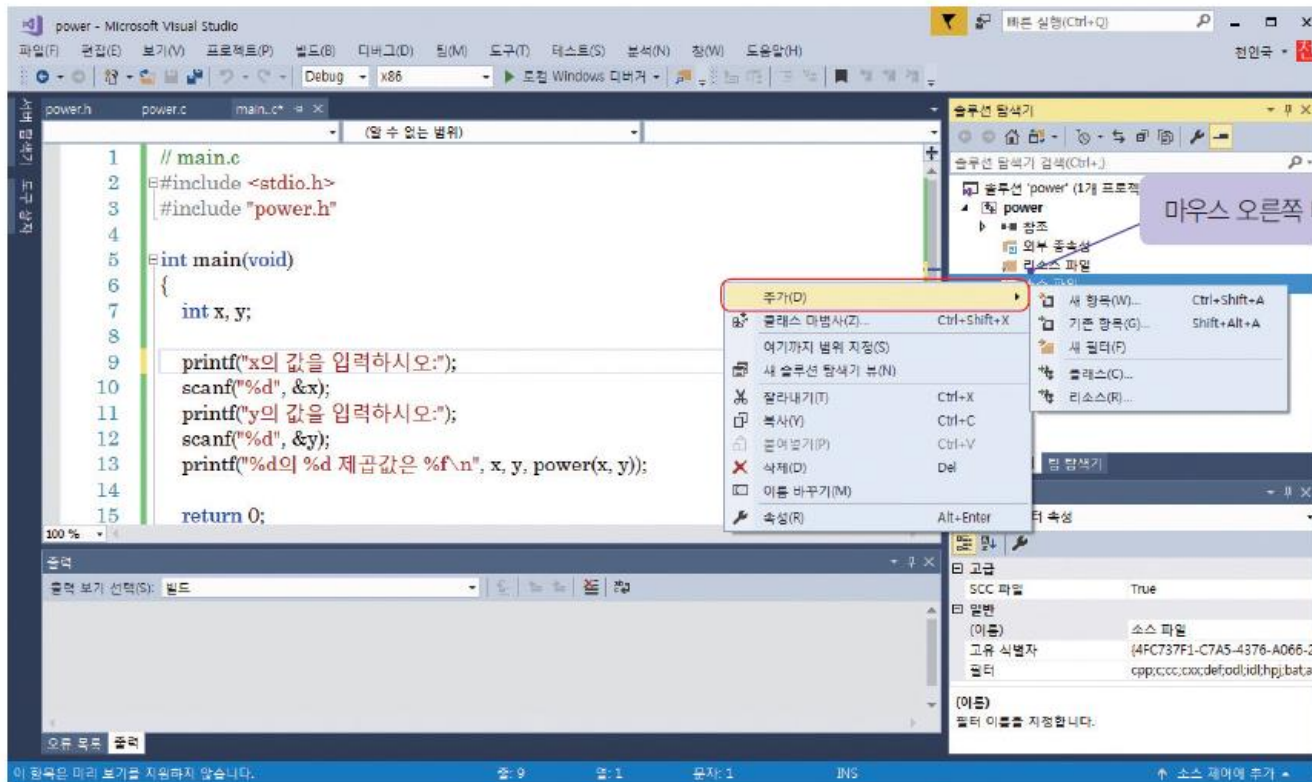 power - Microsoft Visual Studio
빠른 실행(Ctrl+Q)
파일(F) 편집(E) 보기(V) 프로젝트(P) 빌드(B) 디버그(D) 팀(M) 도구(T) 테스트(S) 분석(N) 창(W) 도움말(H)
천인국
Debug x86 로컬 Windows 디버거
서버 탐색기 도구 상자
power.h power.c main.c*
(알 수 없는 범위)
1 // main.c
2 #include <stdio.h>
3 #include "power.h"
4
5 int main(void)
6 {
7 int x, y;
8
9 printf("x의 값을 입력하시오:");
10 scanf("%d", &x);
11 printf("y의 값을 입력하시오:");
12 scanf("%d", &y);
13 printf("%d의 %d 제곱값은 %f\n", x, y, power(x, y));
14
15 return 0;
100 %
솔루션 탐색기
솔루션 탐색기 검색(Ctrl+;)
솔루션 'power' (1개 프로젝
power
참조
외부 종속성
리소스 파일
소스 파일
마우스 오른쪽
추가(D)
클래스 마법사(Z)... Ctrl+Shift+X
여기까지 범위 지정(S)
새 솔루션 탐색기 뷰(N)
잘라내기(T) Ctrl+X
복사(Y) Ctrl+C
붙여넣기(P) Ctrl+V
삭제(D) Del
이름 바꾸기(M)
속성(R) Alt+Enter
새 항목(W)... Ctrl+Shift+A
기존 항목(G)... Shift+Alt+A
새 필터(F)
클래스(C)...
리소스(R)...
팀 탐색기
터 속성
고급
SCC 파일 True
일반
(이름) 소스 파일
고유 식별자 {4FC737F1-C7A5-4376-A066-2
필터 cpp;c;cc;cxx;def;odl;idl;hpj;bat;a
(이름)
필터 이름을 지정합니다.
출력
출력 보기 선택(S): 빌드
오류 목록 출력
이 항목은 미리 보기를 지원하지 않습니다. 줄: 9 열: 1 문자: 1 INS 소스 제어에 추가